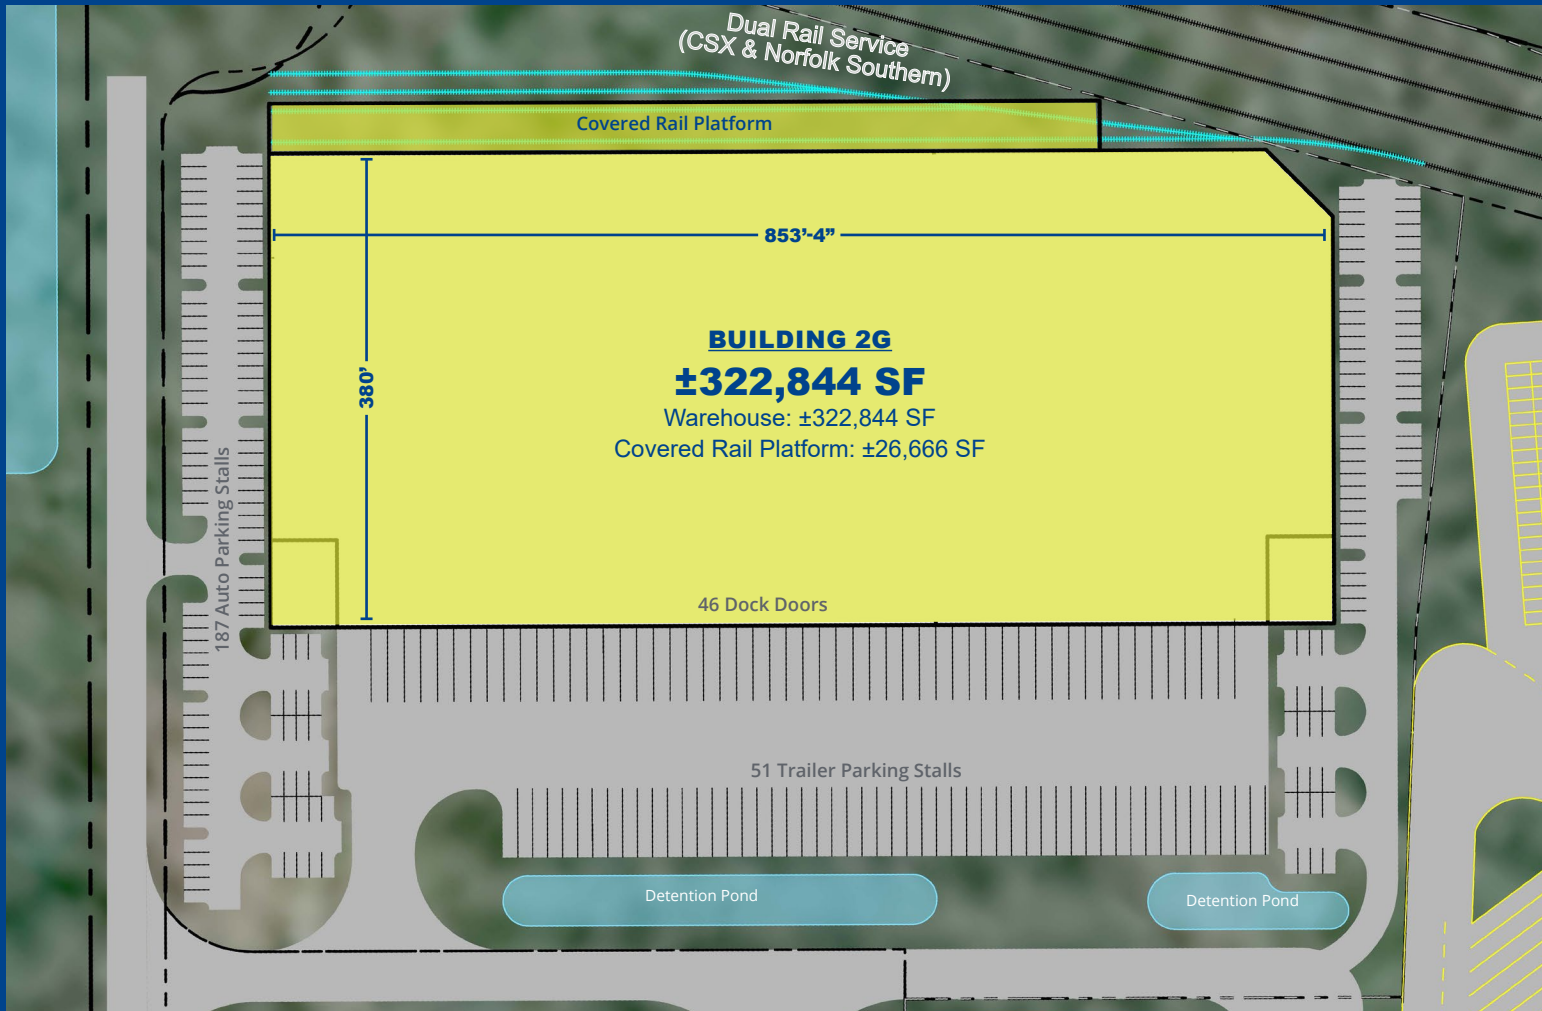 Dual Rail Service
(CSX & Norfolk Southern)
Covered Rail Platform
853’-4”
380’
BUILDING 2G
±322,844 SF
Warehouse: ±322,844 SF
Covered Rail Platform: ±26,666 SF
187 Auto Parking Stalls
46 Dock Doors
51 Trailer Parking Stalls
Detention Pond
Detention Pond